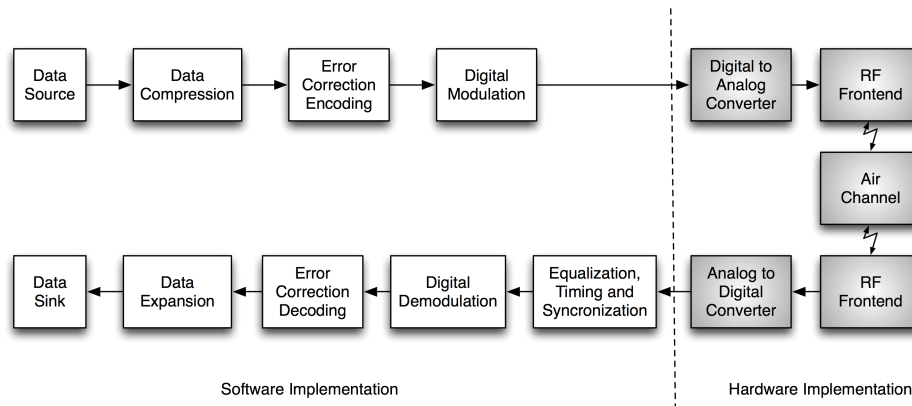 Data
Source
Data
Compression
Error
Correction
Encoding
Digital
Modulation
Digital to
Analog
Converter
RF
Frontend
Air
Channel
Data
Sink
Data
Expansion
Error
Correction
Decoding
Digital
Demodulation
Equalization,
Timing and
Syncronization
Analog to
Digital
Converter
RF
Frontend
Software Implementation
Hardware Implementation